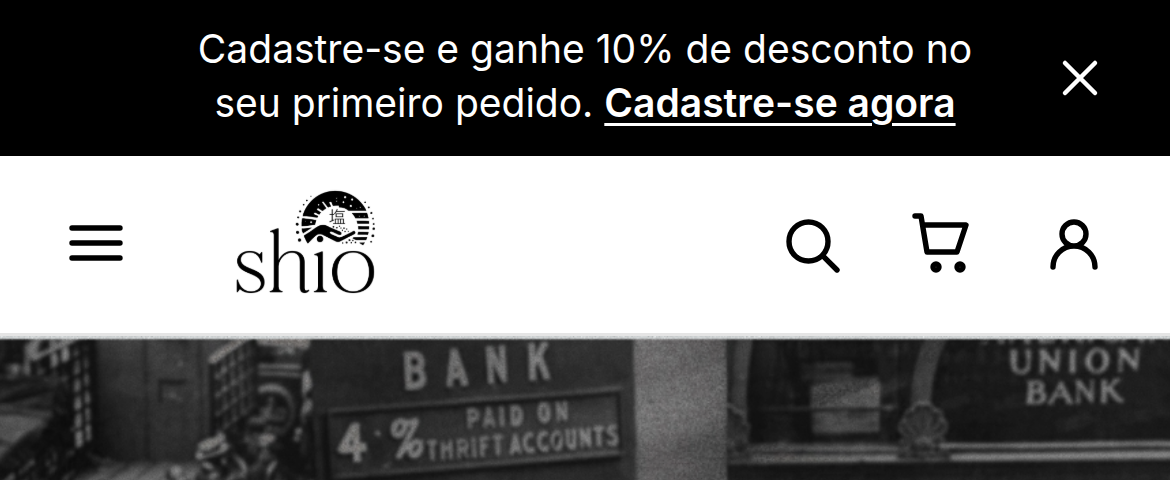 Cadastre-se e ganhe 10% de desconto no
seu primeiro pedido. Cadastre-se agora
塩
shio
BANK
PAID ON
4% THRIFT ACCOUNTS
UNION
BANK